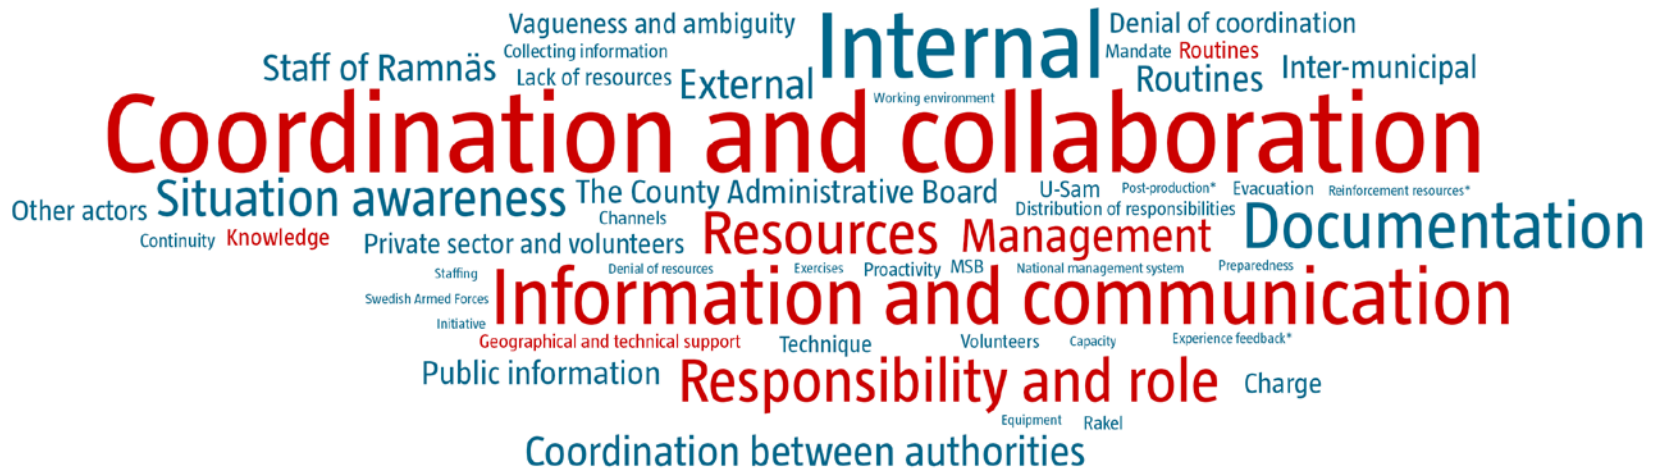 Vagueness and ambiguity Internal Denial of coordination
Collecting information Mandate Routines
Staff of Ramnäs Lack of resources External Routines Inter-municipal
Working environment
Coordination and collaboration
Situation awareness The County Administrative Board U-Sam Post-production* Evacuation Reinforcement resources*
Other actors Channels Distribution of responsibilities Documentation
Continuity Knowledge Private sector and volunteers Resources Management
Staffing Denial of resources Exercises Proactivity MSB National management system Preparedness
Swedish Armed Forces Information and communication
Initiative
Geographical and technical support Technique Volunteers Capacity Experience feedback*
Public information Responsibility and role Charge
Equipment Rakel
Coordination between authorities